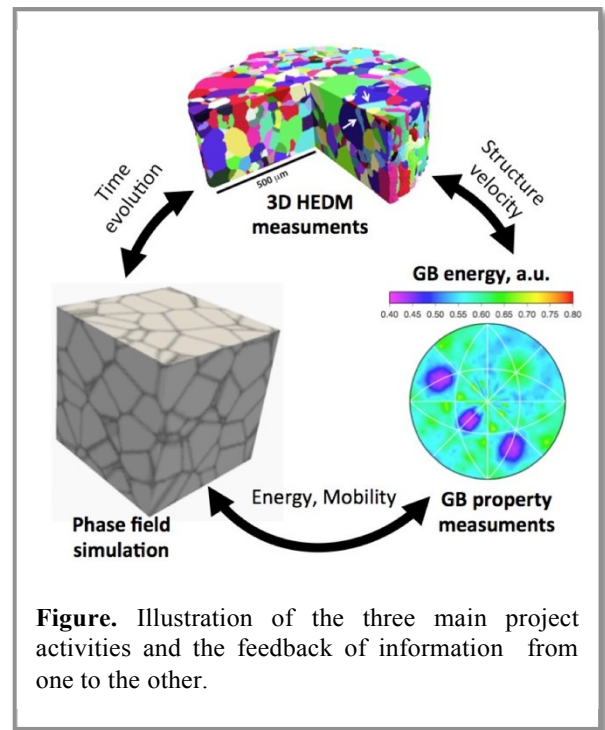 Time
evolution
500 μm
3D HEDM
measuments
Structure
velocity
GB energy, a.u.
0.40 0.45 0.50 0.55 0.60 0.65 0.70 0.75 0.80
Energy, Mobility
Phase field
simulation
GB property
measuments
Figure. Illustration of the three main project
activities and the feedback of information from
one to the other.